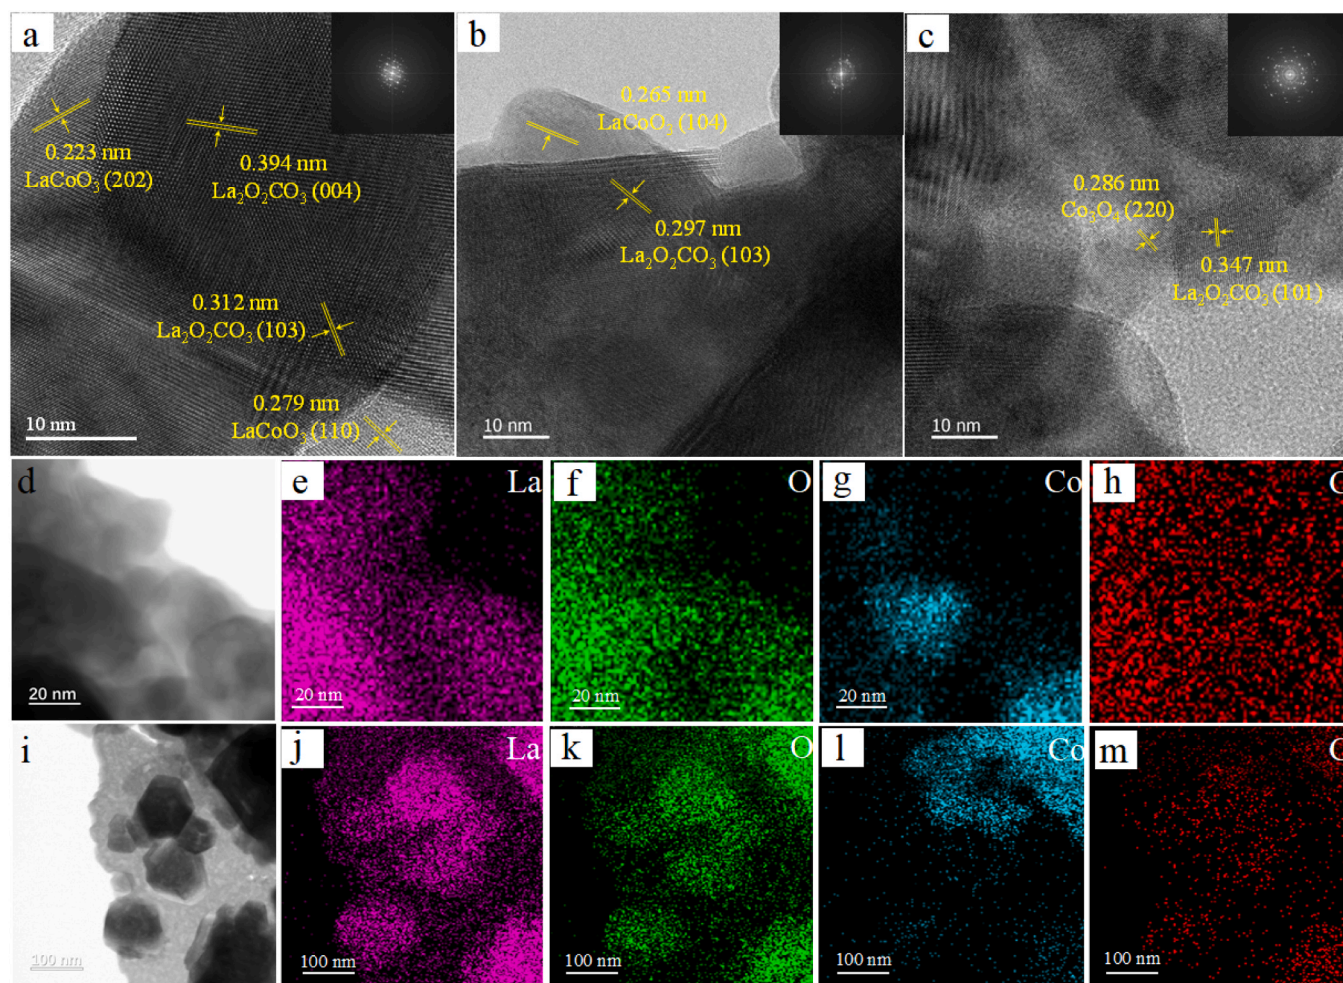 a
0.223 nm
LaCoO₃ (202)
0.394 nm
La₂O₂CO₃ (004)
0.312 nm
La₂O₂CO₃ (103)
0.279 nm
LaCoO₃ (110)
10 nm
b
0.265 nm
LaCoO₃ (104)
0.297 nm
La₂O₂CO₃ (103)
10 nm
c
0.286 nm
Co₃O₄ (220)
0.347 nm
La₂O₂CO₃ (101)
10 nm
d
20 nm
e
La
20 nm
f
O
20 nm
g
Co
20 nm
h
i
100 nm
j
La
100 nm
k
O
100 nm
l
Co
100 nm
m
100 nm